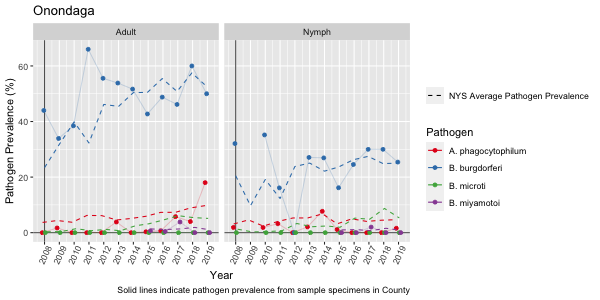 Onondaga
Adult
Nymph
Pathogen Prevalence (%)
60
40
20
0
2008
2009
2010
2011
2012
2013
2014
2015
2016
2017
2018
2019
2008
2009
2010
2011
2012
2013
2014
2015
2016
2017
2018
2019
Year
NYS Average Pathogen Prevalence
Pathogen
A. phagocytophilum
B. burgdorferi
B. microti
B. miyamotoi
Solid lines indicate pathogen prevalence from sample specimens in County